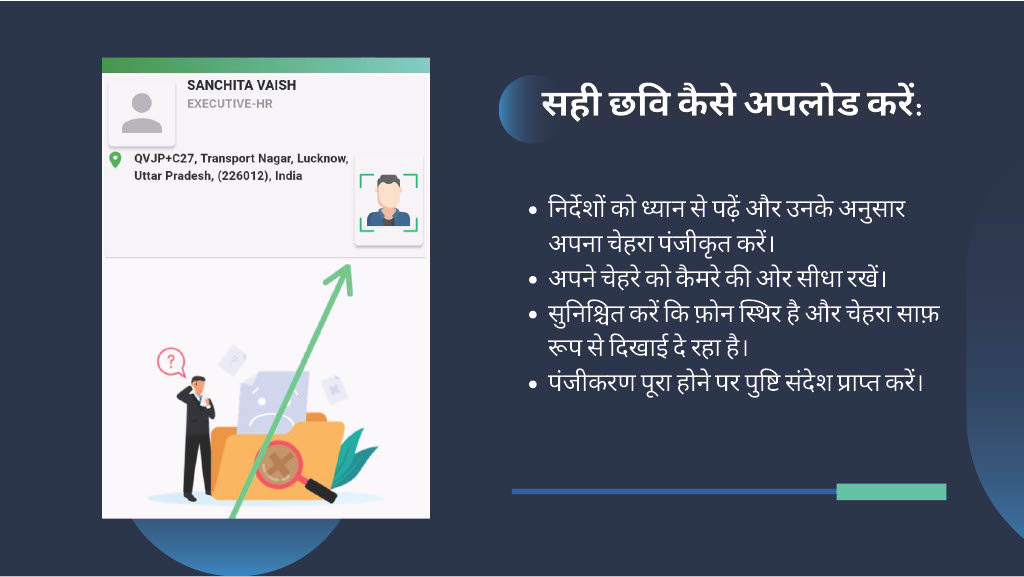 SANCHITA VAISH
EXECUTIVE-HR
QVJP+C27, Transport Nagar, Lucknow,
Uttar Pradesh, (226012), India
?
सही छवि कैसे अपलोड करें:
• निर्देशों को ध्यान से पढ़ें और उनके अनुसार
अपना चेहरा पंजीकृत करें।
• अपने चेहरे को कैमरे की ओर सीधा रखें।
• सुनिश्चित करें कि फ़ोन स्थिर है और चेहरा साफ़
रूप से दिखाई दे रहा है।
• पंजीकरण पूरा होने पर पुष्टि संदेश प्राप्त करें।